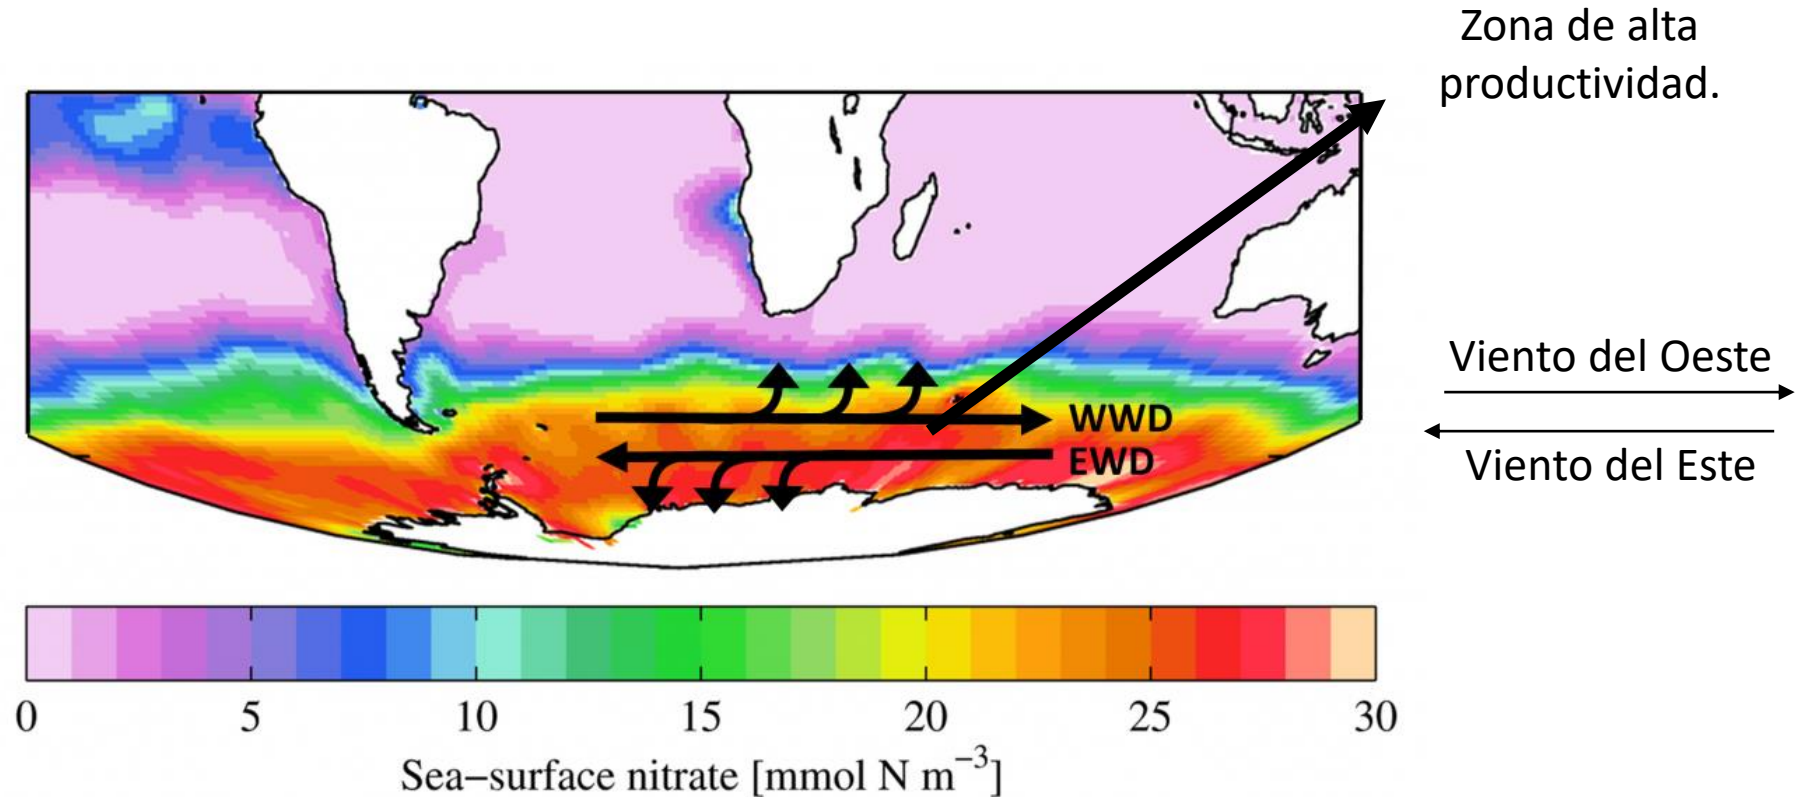 Zona de alta
productividad.
WWD
EWD
Viento del Oeste
Viento del Este
0 5 10 15 20 25 30
Sea-surface nitrate [mmol N m⁻³]